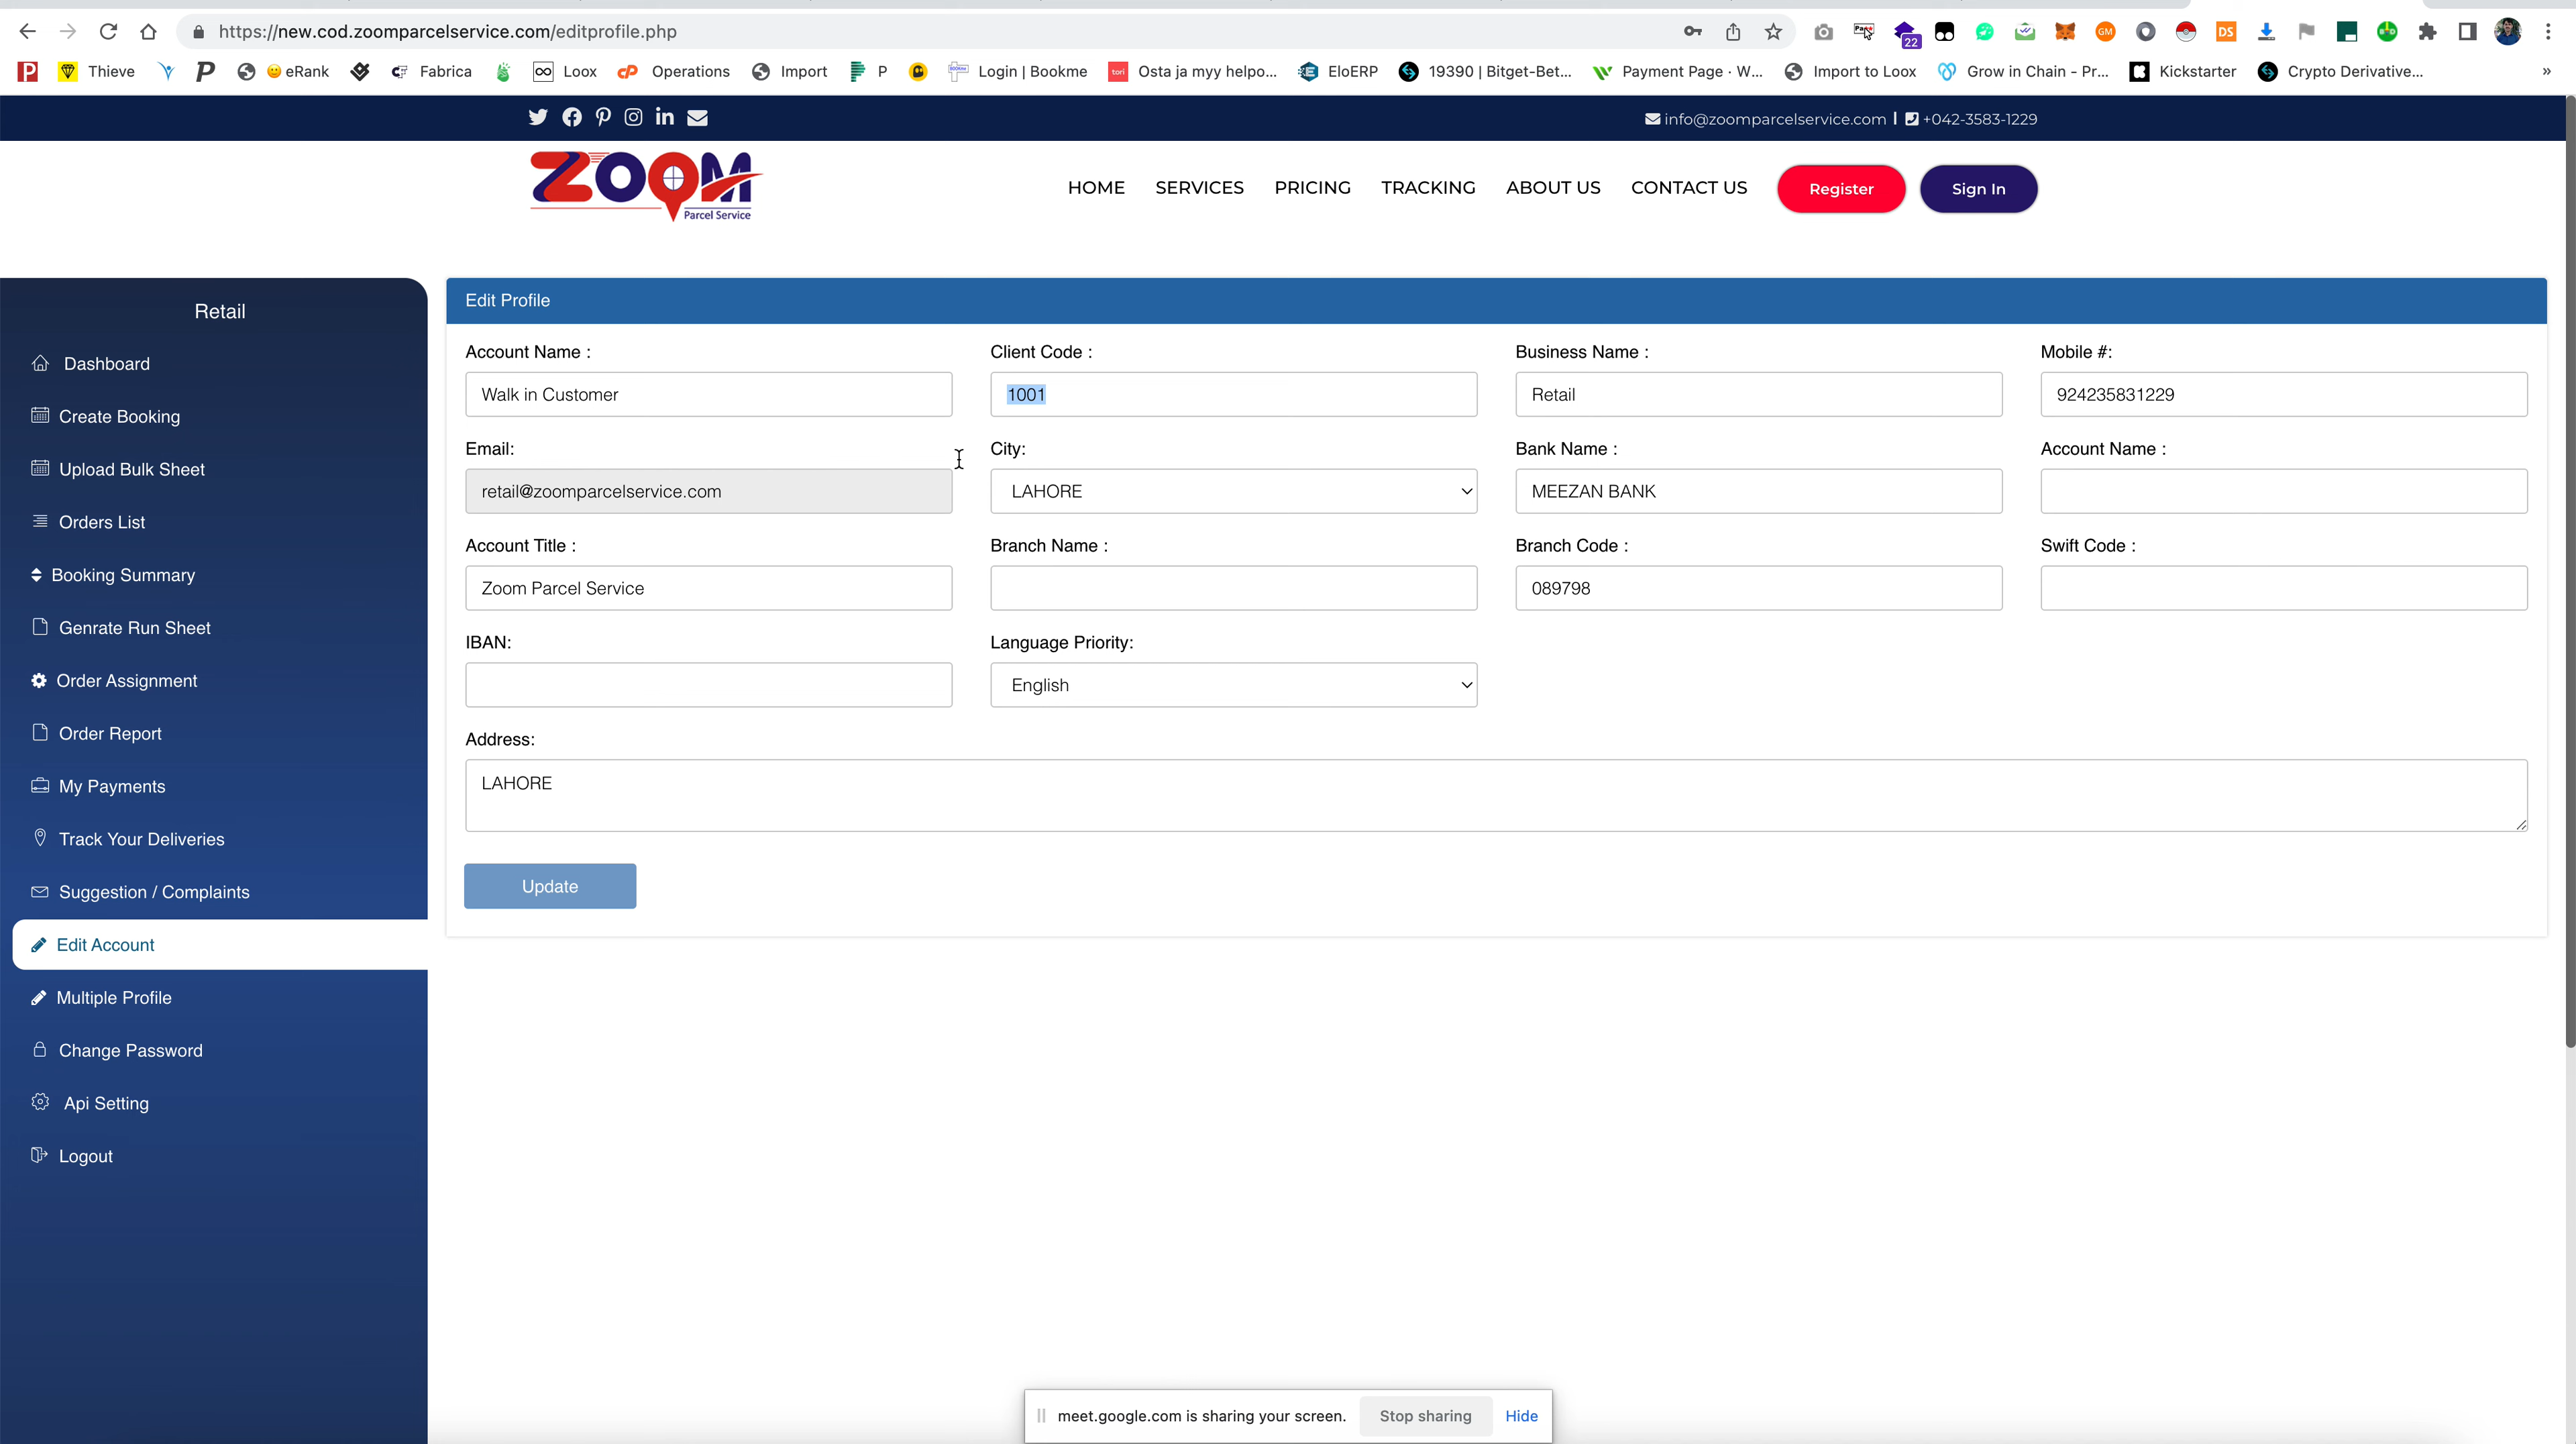 https://new.cod.zoomparcelservice.com/editprofile.php
22
GM
DS
Thieve
eRank
Fabrica
Loox
Operations
Import
P
Login | Bookme
tori
Osta ja myy helpo...
EloERP
19390 | Bitget-Bet...
Payment Page · W...
Import to Loox
Grow in Chain - Pr...
Kickstarter
Crypto Derivative...
»
info@zoomparcelservice.com | +042-3583-1229
ZOOM
Parcel Service
HOME SERVICES PRICING TRACKING ABOUT US CONTACT US Register Sign In
Retail
Dashboard
Create Booking
Upload Bulk Sheet
Orders List
Booking Summary
Genrate Run Sheet
Order Assignment
Order Report
My Payments
Track Your Deliveries
Suggestion / Complaints
Edit Account
Multiple Profile
Change Password
Api Setting
Logout
Edit Profile
Account Name : Client Code : Business Name : Mobile #:
Walk in Customer 1001 Retail 924235831229
Email: City: Bank Name : Account Name :
retail@zoomparcelservice.com LAHORE MEEZAN BANK
Account Title : Branch Name : Branch Code : Swift Code :
Zoom Parcel Service 089798
IBAN: Language Priority:
English
Address:
LAHORE
Update
meet.google.com is sharing your screen. Stop sharing Hide